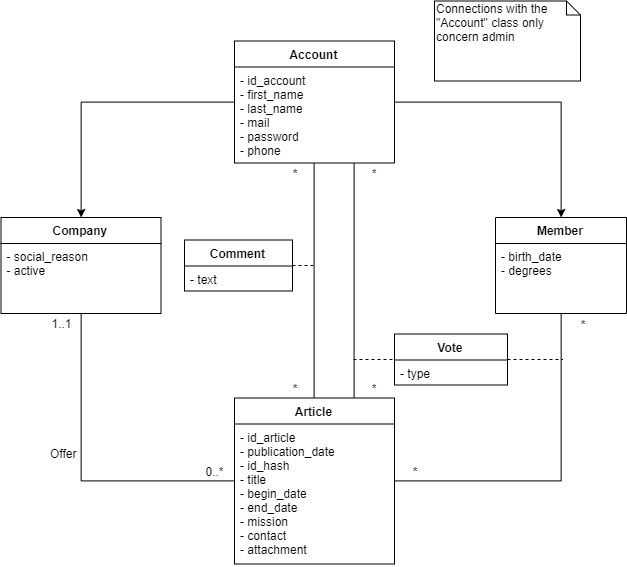 Connections with the
"Account" class only
concern admin
Account
- id_account
- first_name
- last_name
- mail
- password
- phone
*
*
Company
- social_reason
- active
Member
- birth_date
- degrees
Comment
- text
1..1
*
Vote
- type
*
*
Article
- id_article
- publication_date
- id_hash
- title
- begin_date
- end_date
- mission
- contact
- attachment
Offer
0..*
*